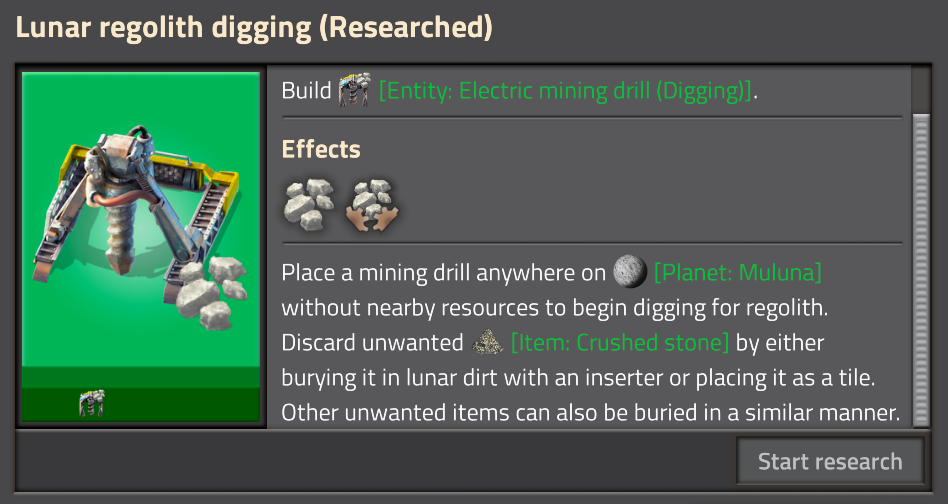 Lunar regolith digging (Researched)
Build [Entity: Electric mining drill (Digging)].
Effects
Place a mining drill anywhere on [Planet: Muluna]
without nearby resources to begin digging for regolith.
Discard unwanted [Item: Crushed stone] by either
burying it in lunar dirt with an inserter or placing it as a tile.
Other unwanted items can also be buried in a similar manner.
Start research